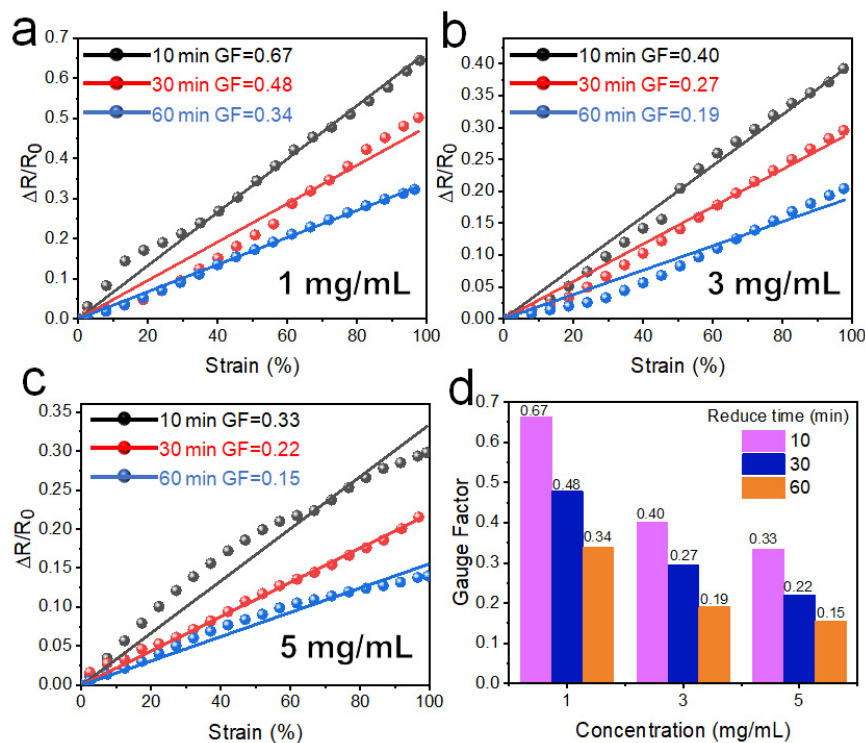 a
0.7
0.6
0.5
0.4
0.3
0.2
0.1
0.0
ΔR/R0
10 min GF=0.67
30 min GF=0.48
60 min GF=0.34
1 mg/mL
0 20 40 60 80 100
Strain (%)
b
0.40
0.35
0.30
0.25
0.20
0.15
0.10
0.05
0.00
ΔR/R0
10 min GF=0.40
30 min GF=0.27
60 min GF=0.19
3 mg/mL
0 20 40 60 80 100
Strain (%)
c
0.35
0.30
0.25
0.20
0.15
0.10
0.05
0.00
ΔR/R0
10 min GF=0.33
30 min GF=0.22
60 min GF=0.15
5 mg/mL
0 20 40 60 80 100
Strain (%)
d
0.7
0.6
0.5
0.4
0.3
0.2
0.1
0.0
Gauge Factor
Reduce time (min)
10
30
60
0.67
0.48
0.34
0.40
0.27
0.19
0.33
0.22
0.15
1 3 5
Concentration (mg/mL)